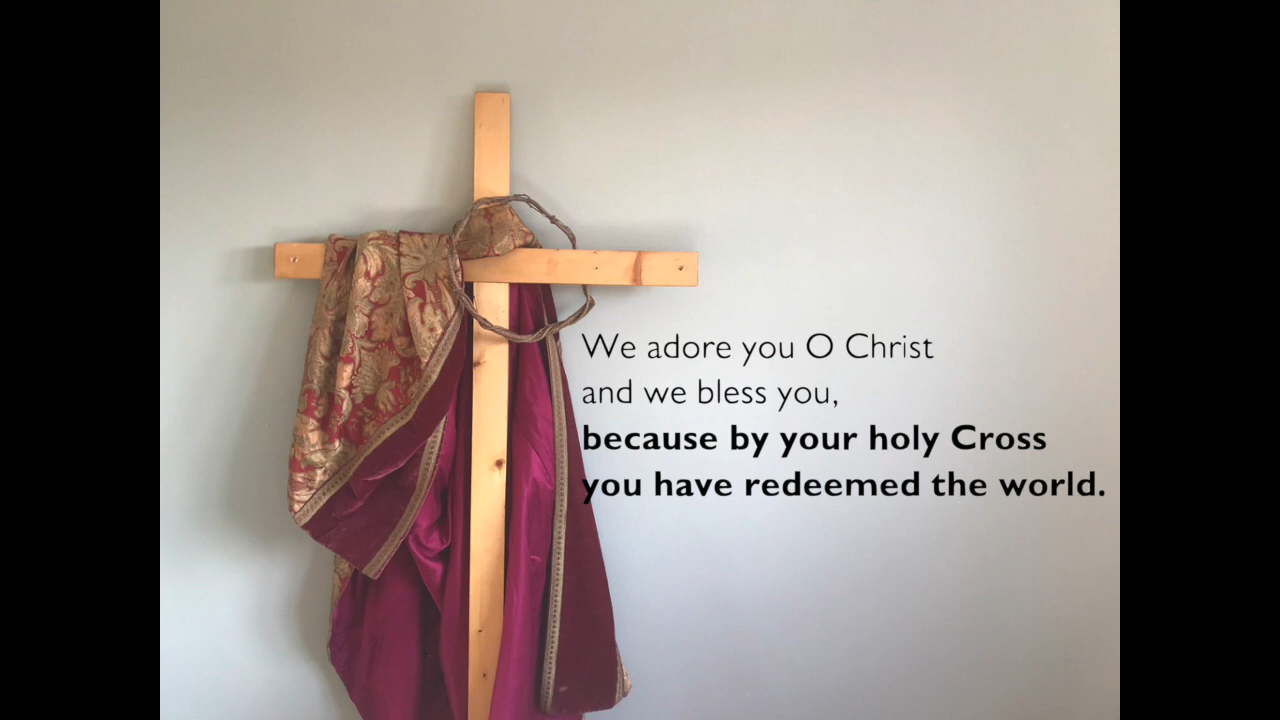 We adore you O Christ
and we bless you,
because by your holy Cross
you have redeemed the world.